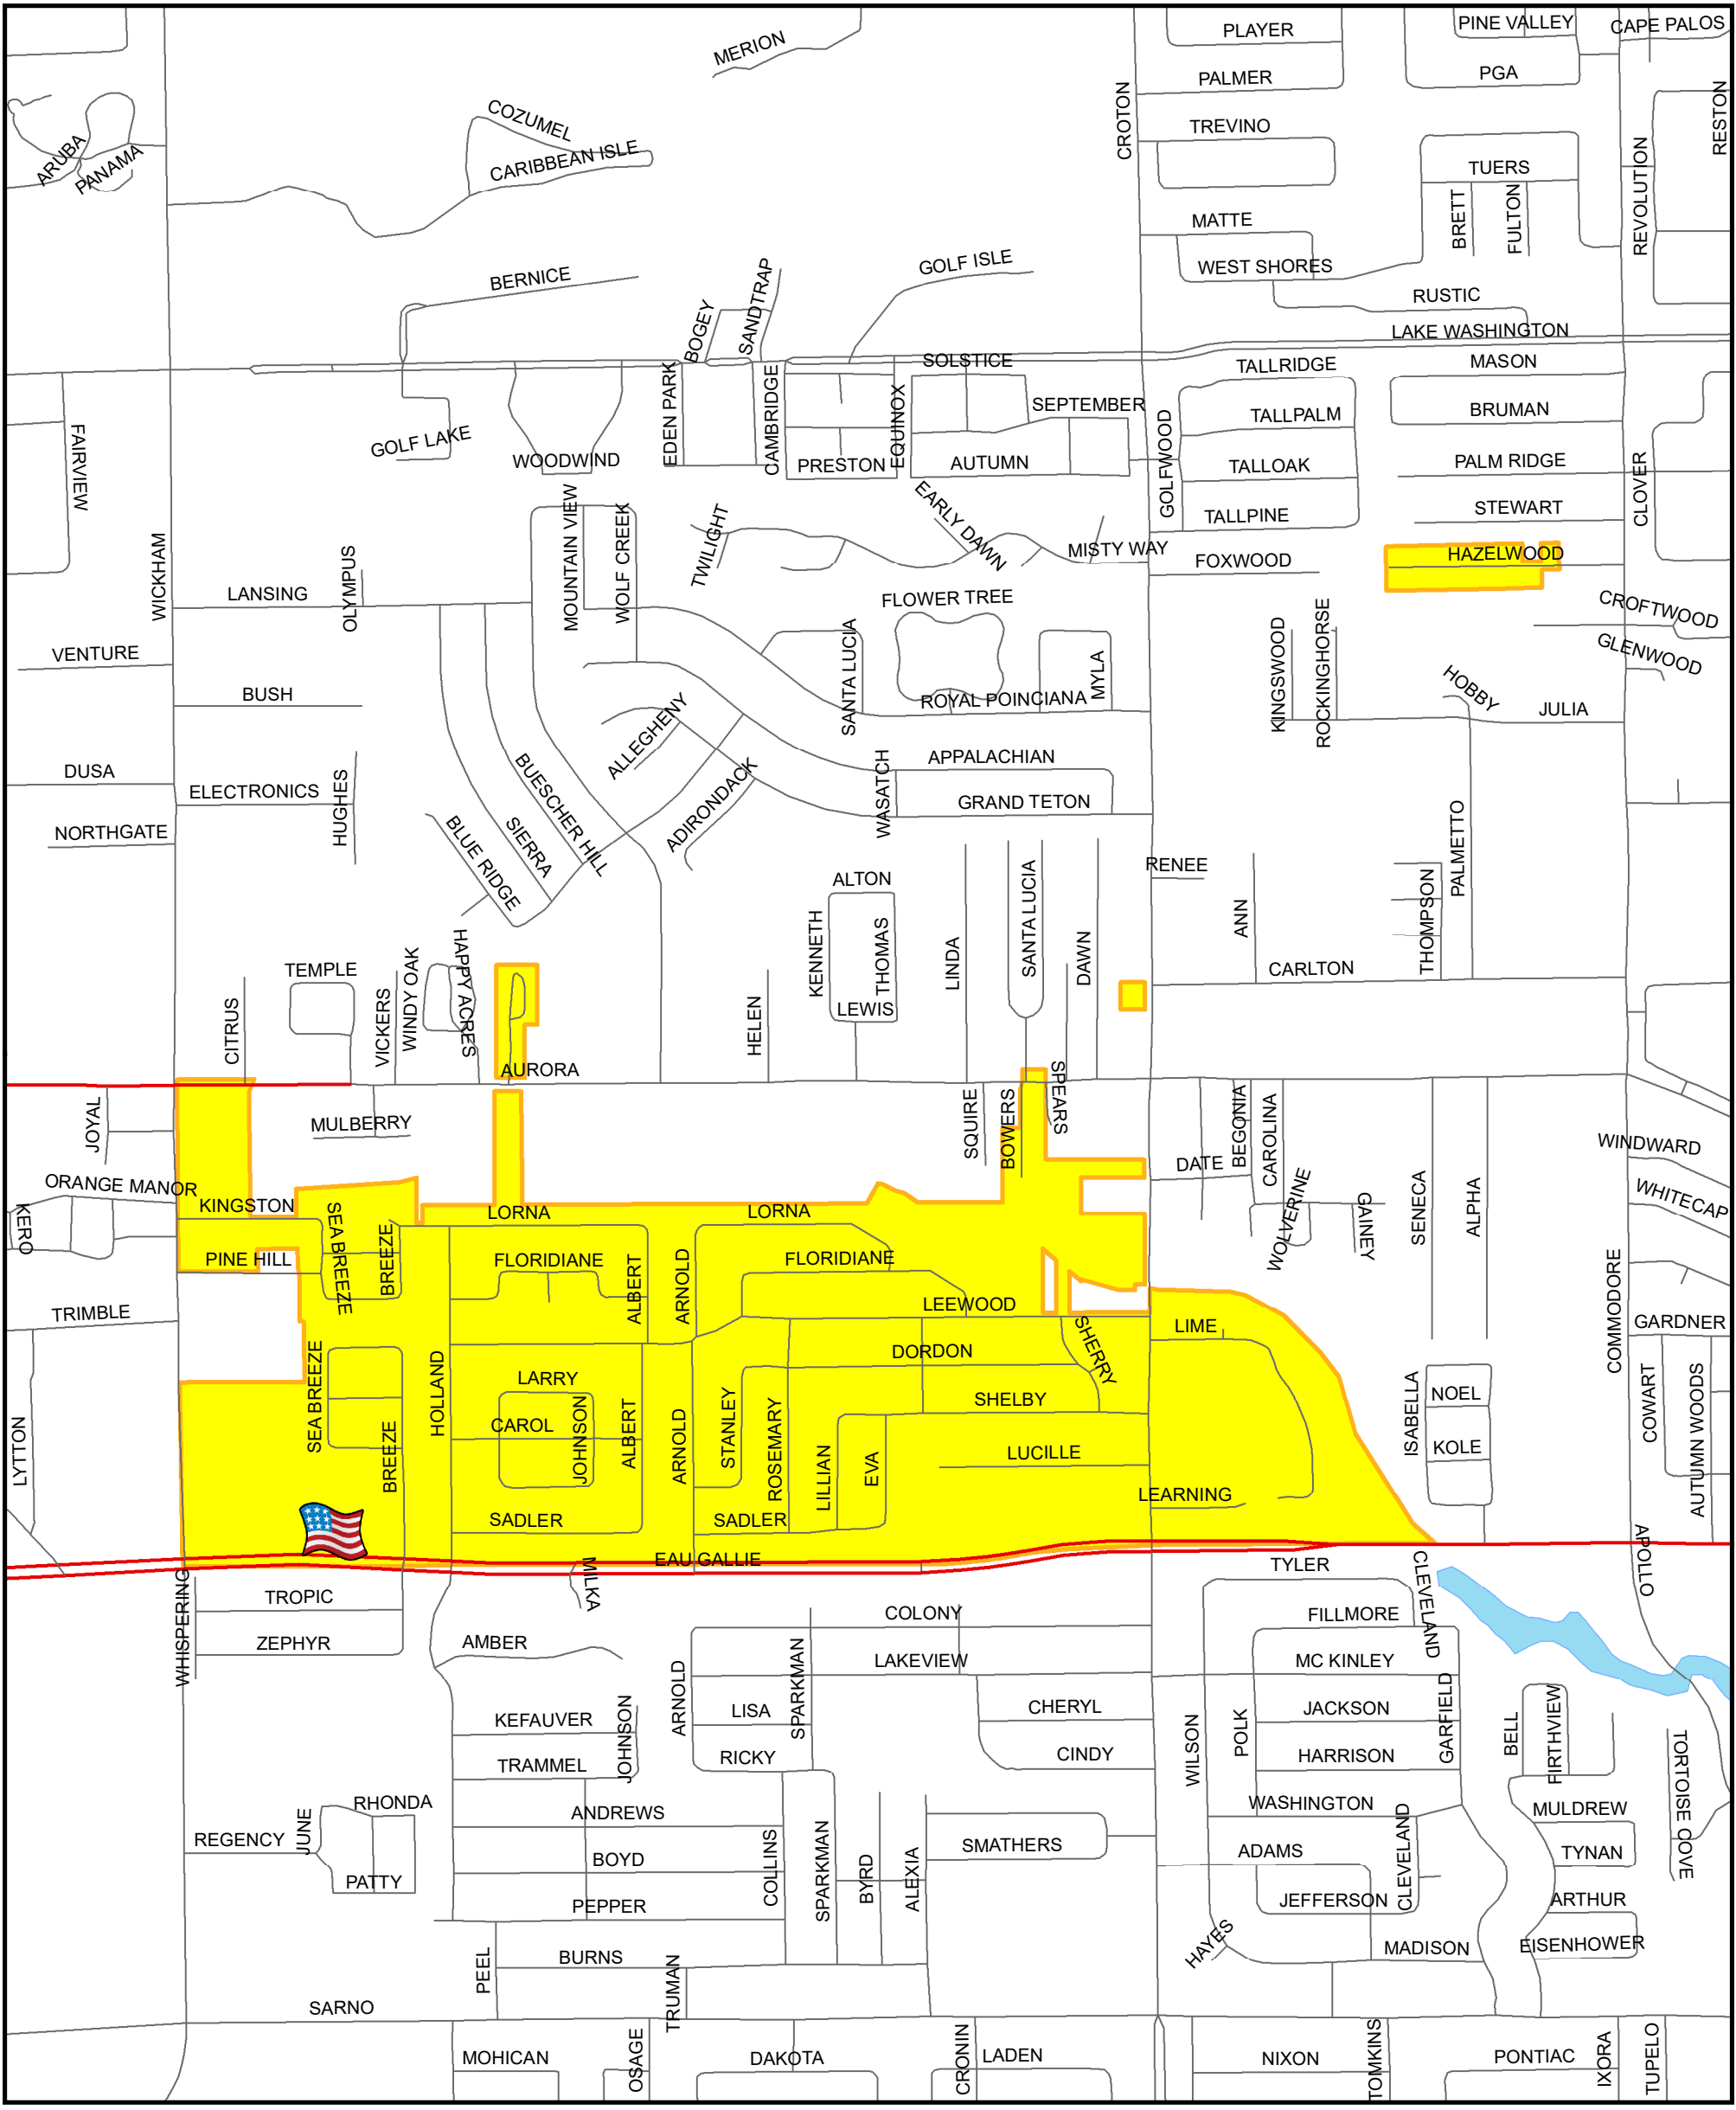 PLAYER
PINE VALLEY
CAPE PALOS
MERION
PALMER
PGA
CROTON
RESTON
COZUMEL
TREVINO
ARUBA
PANAMA
CARIBBEAN ISLE
TUERS
REVOLUTION
BRETT
FULTON
MATTE
GOLF ISLE
WEST SHORES
BERNICE
SANDTRAP
BOGEY
RUSTIC
LAKE WASHINGTON
SOLSTICE
TALLRIDGE
MASON
EDEN PARK
CAMBRIDGE
EQUINOX
SEPTEMBER
GOLFWOOD
TALLPALM
BRUMAN
FAIRVIEW
GOLF LAKE
WOODWIND
PRESTON
AUTUMN
TALLOAK
PALM RIDGE
CLOVER
TALLPINE
STEWART
WICKHAM
MOUNTAIN VIEW
WOLF CREEK
TWILIGHT
EARLY DAWN
MISTY WAY
FOXWOOD
HAZELWOOD
LANSING
OLYMPUS
FLOWER TREE
CROFTWOOD
VENTURE
GLENWOOD
BUSH
SANTA LUCIA
MYLA
ROYAL POINCIANA
KINGSWOOD
ROCKINGHORSE
HOBBY
JULIA
ALLEGHENY
DUSA
APPALACHIAN
ELECTRONICS
HUGHES
BUESCHER HILL
ADIRONDACK
WASATCH
GRAND TETON
NORTHGATE
BLUE RIDGE
SIERRA
PALMETTO
RENEE
ALTON
ANN
THOMPSON
KENNETH
THOMAS
LINDA
SANTA LUCIA
DAWN
CARLTON
TEMPLE
CITRUS
VICKERS
WINDY OAK
HAPPY ACRES
HELEN
LEWIS
AURORA
JOYAL
MULBERRY
SQUIRE
BOWERS
SPEARS
BEGONIA
CAROLINA
WINDWARD
DATE
ORANGE MANOR
KINGSTON
KERO
SEA BREEZE
BREEZE
LORNA
LORNA
WOLVERINE
GAINEY
SENECA
ALPHA
WHITECAP
PINE HILL
FLORIDIANE
ALBERT
ARNOLD
FLORIDIANE
COMMODORE
TRIMBLE
LEEWOOD
LIME
GARDNER
SEA BREEZE
HOLLAND
DORDON
SHERRY
LARRY
SHELBY
ISABELLA
NOEL
COWART
AUTUMN WOODS
LYTTON
BREEZE
CAROL
JOHNSON
ALBERT
ARNOLD
STANLEY
ROSEMARY
LILLIAN
EVA
LUCILLE
KOLE
LEARNING
SADLER
SADLER
EAU GALLIE
APOLLO
WHISPERING
TROPIC
MILKA
TYLER
CLEVELAND
COLONY
FILLMORE
ZEPHYR
AMBER
LAKEVIEW
MC KINLEY
ARNOLD
SPARKMAN
LISA
CHERYL
JACKSON
GARFIELD
KEFAUVER
JOHNSON
WILSON
POLK
BELL
FIRTHVIEW
TORTOISE COVE
TRAMMEL
RICKY
CINDY
HARRISON
RHONDA
ANDREWS
WASHINGTON
MULDREW
JUNE
REGENCY
BOYD
COLLINS
SPARKMAN
BYRD
ALEXIA
SMATHERS
ADAMS
CLEVELAND
TYNAN
PATTY
PEPPER
JEFFERSON
ARTHUR
PEEL
BURNS
TRUMAN
HAYES
MADISON
EISENHOWER
SARNO
MOHICAN
OSAGE
DAKOTA
CRONIN
LADEN
NIXON
TOMKINS
PONTIAC
IXORA
TUPELO